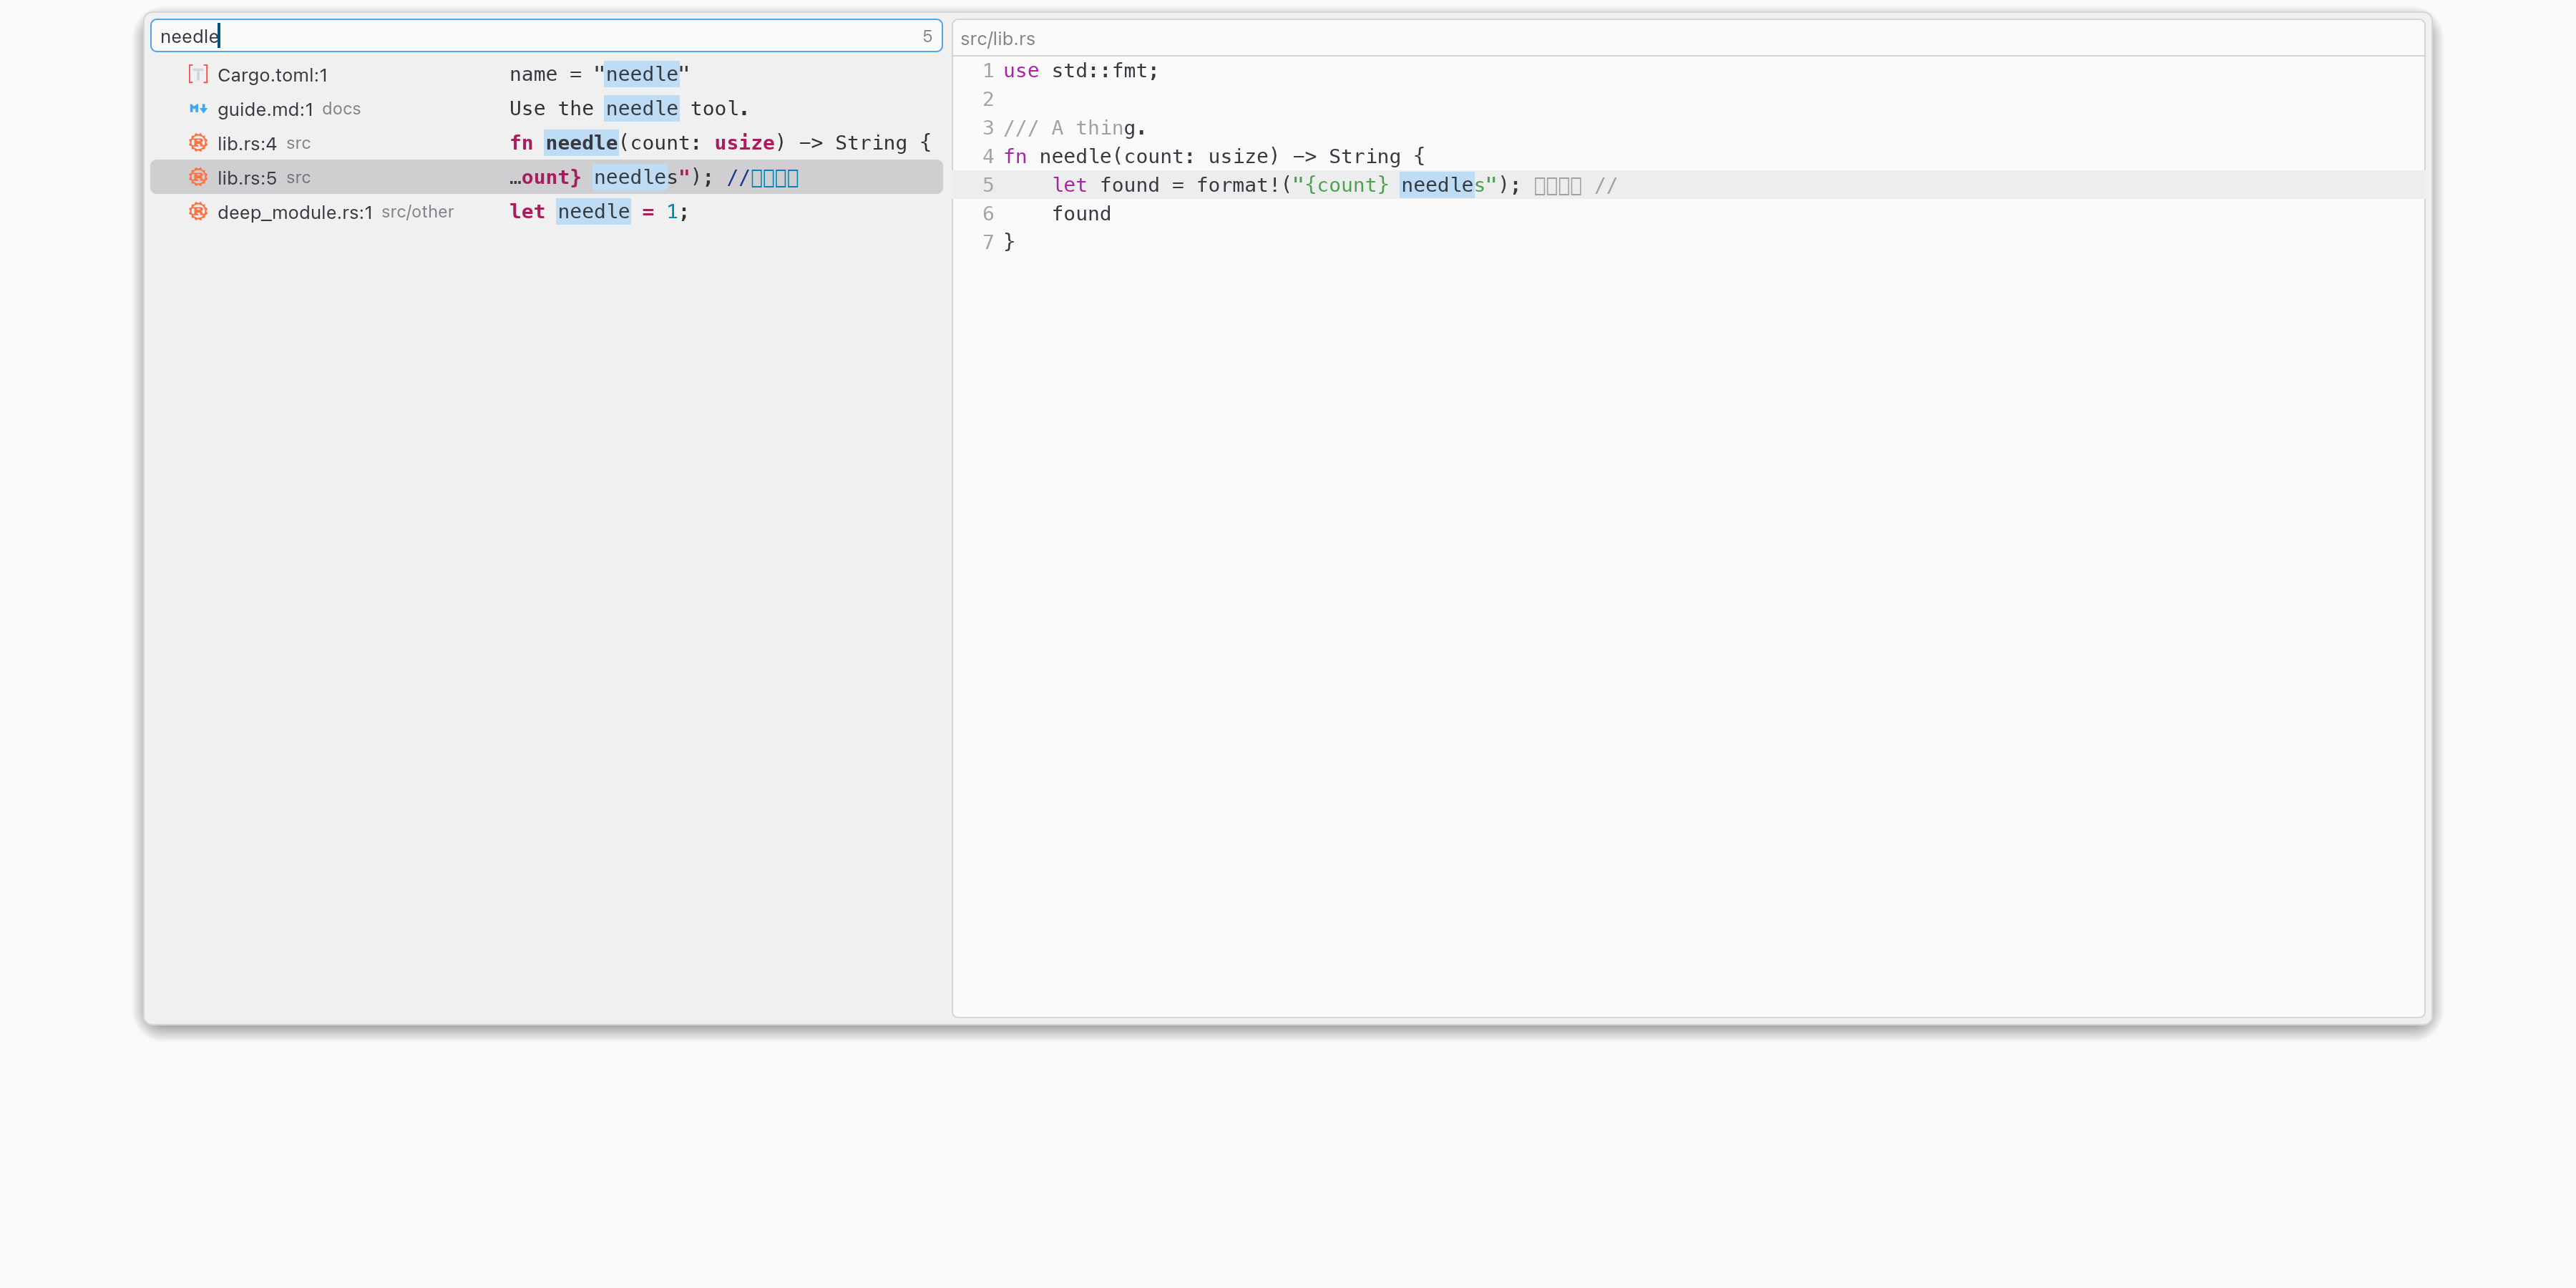 needle 5
Cargo.toml:1 name = "needle"
guide.md:1 docs Use the needle tool.
lib.rs:4 src fn needle(count: usize) -> String {
lib.rs:5 src …ount} needles"); //
deep_module.rs:1 src/other let needle = 1;
src/lib.rs
1 use std::fmt;
2
3 /// A thing.
4 fn needle(count: usize) -> String {
5 let found = format!("{count} needles"); //
6 found
7 }